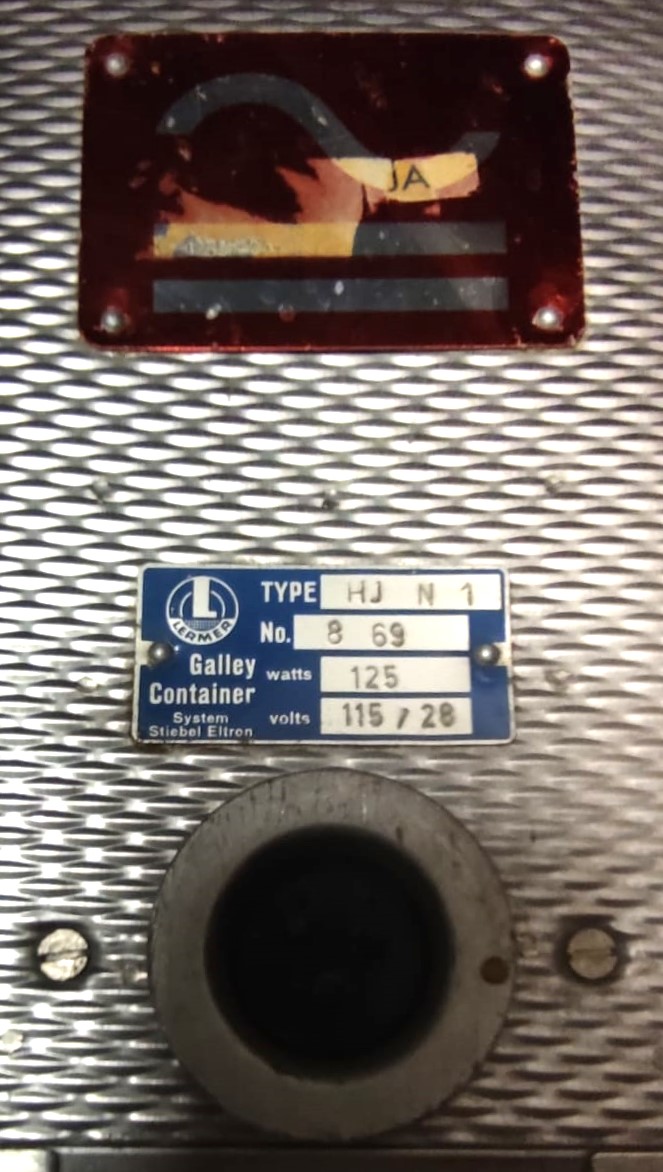 JA
L
LERMER
TYPE HJ N 1
No. 8 69
Galley
Container
watts 125
System
Stiebel Eltron
volts 115 / 28